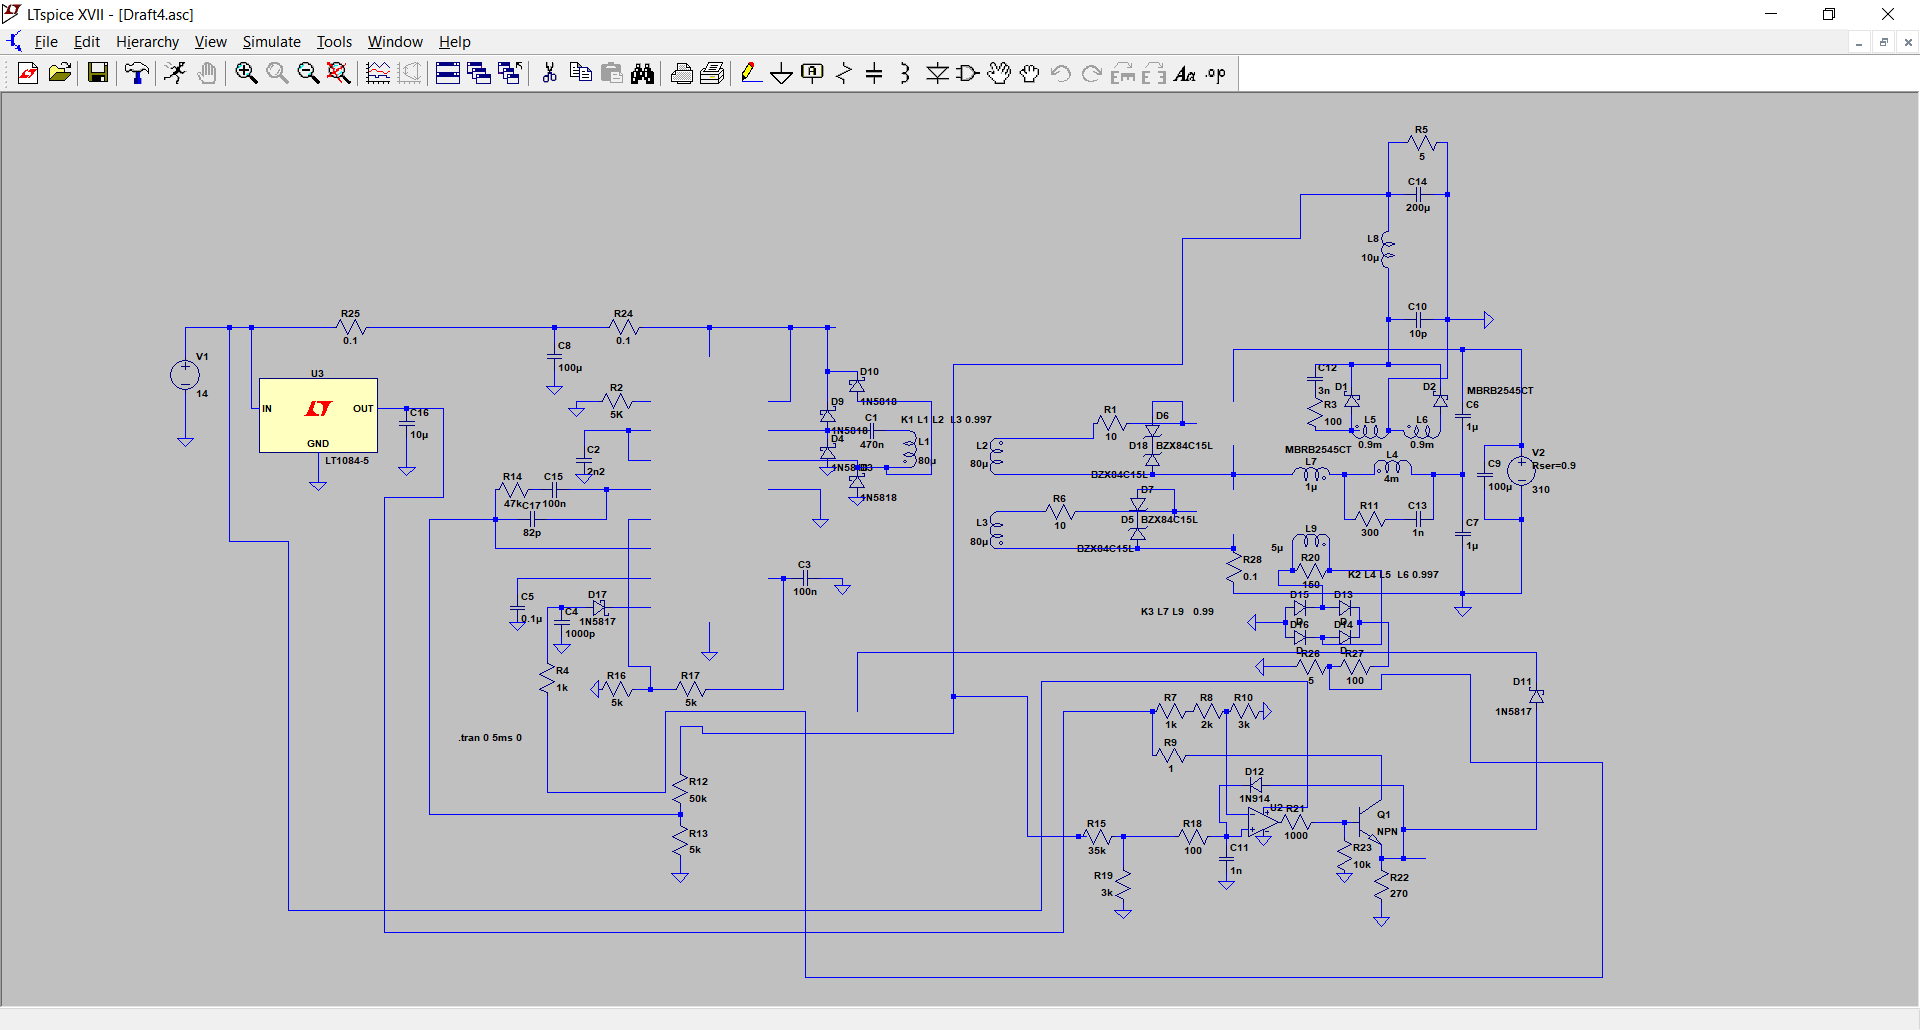 LTspice XVII - [Draft4.asc]
File Edit Hierarchy View Simulate Tools Window Help
A
Aa .op
R5
5
C14
200µ
L8
10µ
C10
10p
R25
0.1
R24
0.1
V1
14
U3
IN
OUT
GND
LT1084-5
C16
10µ
C8
100µ
R2
5K
C2
2n2
R14
47k
C15
100n
C17
82p
C5
0.1µ
D17
1N5817
C4
1000p
R4
1k
R16
5k
R17
5k
C3
100n
.tran 0 5ms 0
R12
50k
R13
5k
D10
1N5818
D9
1N5818
D4
1N5818
D3
1N5818
C1
470n
K1 L1 L2 L3 0.997
L1
80µ
L2
80µ
L3
80µ
R1
10
D6
D18
BZX84C15L
BZX84C15L
R6
10
D7
D5
BZX84C15L
BZX84C15L
C12
3n
D1
R3
100
D2
MBRB2545CT
C6
1µ
L5
0.9m
L6
0.9m
MBRB2545CT
L7
1µ
L4
4m
C9
100µ
V2
Rser=0.9
310
R11
300
C13
1n
C7
1µ
L9
5µ
R20
150
R28
0.1
K2 L4 L5 L6 0.997
K3 L7 L9 0.99
D15
D
D13
D
D16
D
D14
D
R26
5
R27
100
D11
1N5817
R7
1k
R8
2k
R10
3k
R9
1
D12
1N914
U2
R21
1000
Q1
NPN
R15
35k
R18
100
C11
1n
R19
3k
R23
10k
R22
270